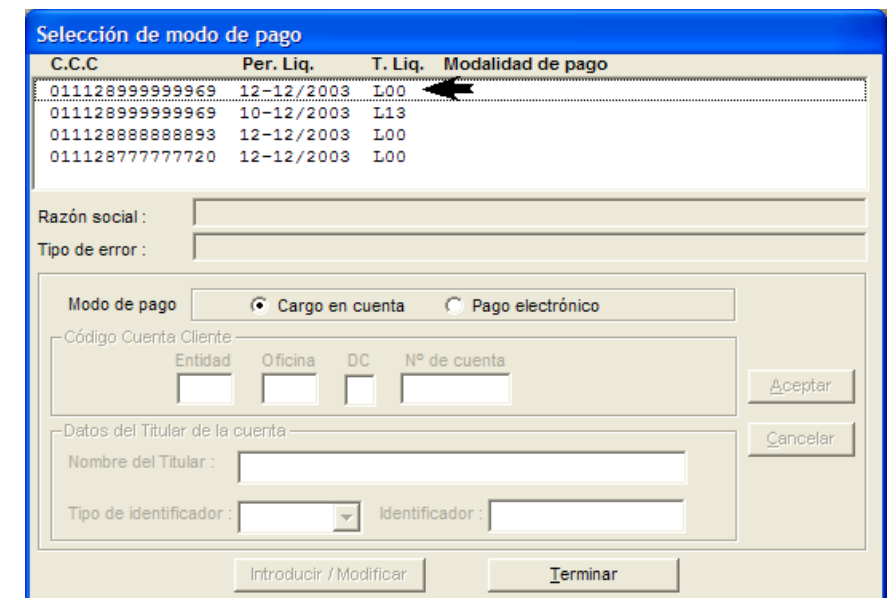 Selección de modo de pago
C.C.C Per. Liq. T. Liq. Modalidad de pago
011128999999969 12-12/2003 L00
011128999999969 10-12/2003 L13
011128888888893 12-12/2003 L00
011128777777720 12-12/2003 L00
Razón social :
Tipo de error :
Modo de pago Cargo en cuenta Pago electrónico
Código Cuenta Cliente
Entidad Oficina DC Nº de cuenta
Aceptar
Datos del Titular de la cuenta
Cancelar
Nombre del Titular :
Tipo de identificador : Identificador :
Introducir / Modificar Terminar